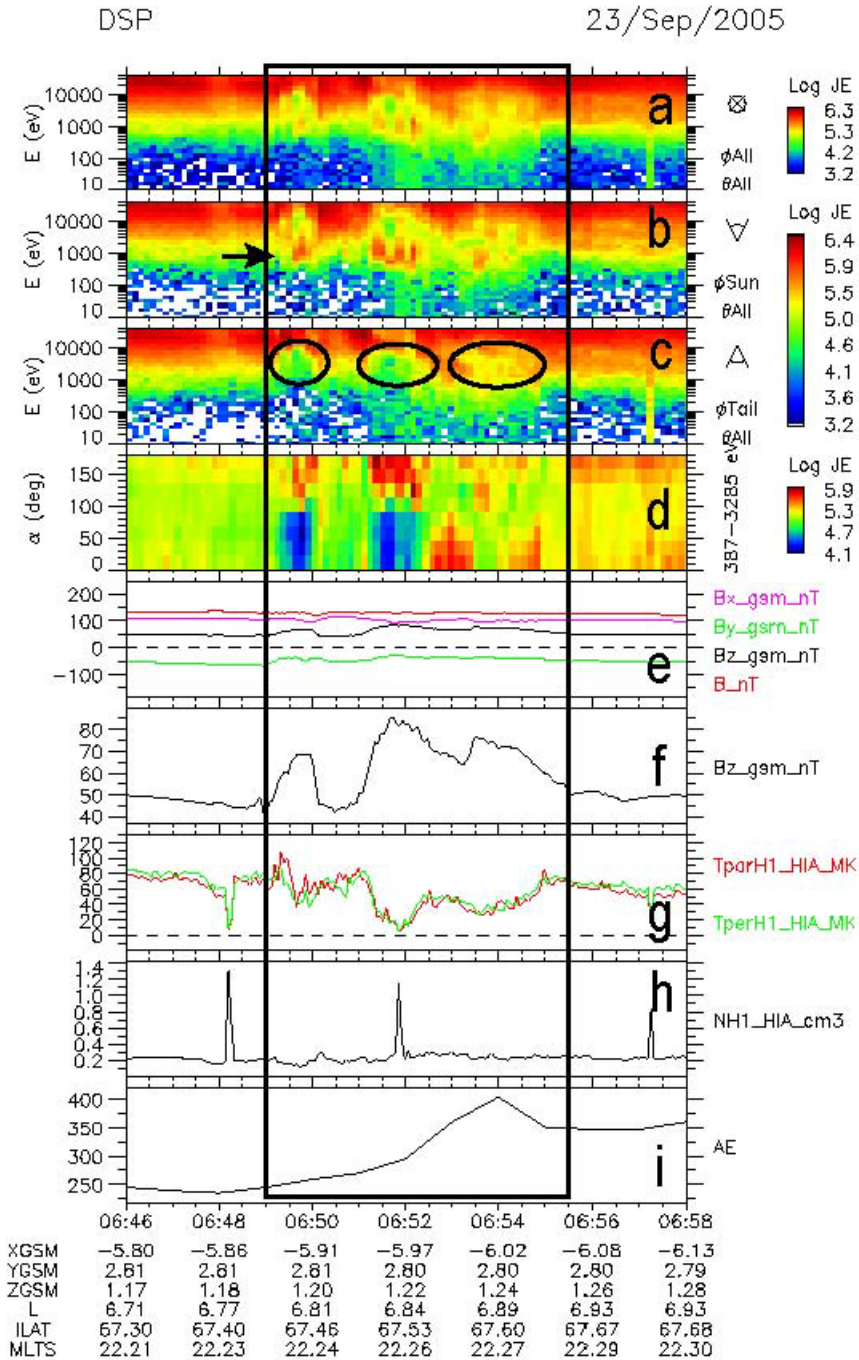 DSP 23/Sep/2005
Log JE
E (eV) 10000 1000 100 10 a ⊗ φAll θAll 6.3 5.3 4.2 3.2
Log JE
E (eV) 10000 1000 100 10 b φSun θAll 6.4 6.0 5.6 5.3 4.9 4.6 4.2 3.9 3.6 3.2
E (eV) 10000 1000 100 10 c φTail θAll
Log JE
α (deg) 150 100 50 0 d 387-3285 eV 5.9 5.3 4.7 4.1
200 100 0 -100 e Bx_gsm_nT By_gsm_nT Bz_gsm_nT B_nT
80 70 60 50 40 f Bz_gsm_nT
120 100 80 60 40 20 0 g TparH1_HIA_MK TperH1_HIA_MK
1.4 1.2 1.0 0.8 0.6 0.4 0.2 h NH1_HIA_cm3
400 350 300 250 i AE
06:46 06:48 06:50 06:52 06:54 06:56 06:58
XGSM -5.80 -5.86 -5.91 -5.97 -6.02 -6.08 -6.13
YGSM 2.81 2.81 2.81 2.80 2.80 2.80 2.79
ZGSM 1.17 1.18 1.20 1.22 1.24 1.26 1.28
L 6.71 6.77 6.81 6.84 6.89 6.93 6.93
ILAT 67.30 67.40 67.46 67.53 67.60 67.67 67.68
MLTS 22.21 22.23 22.24 22.26 22.27 22.29 22.30